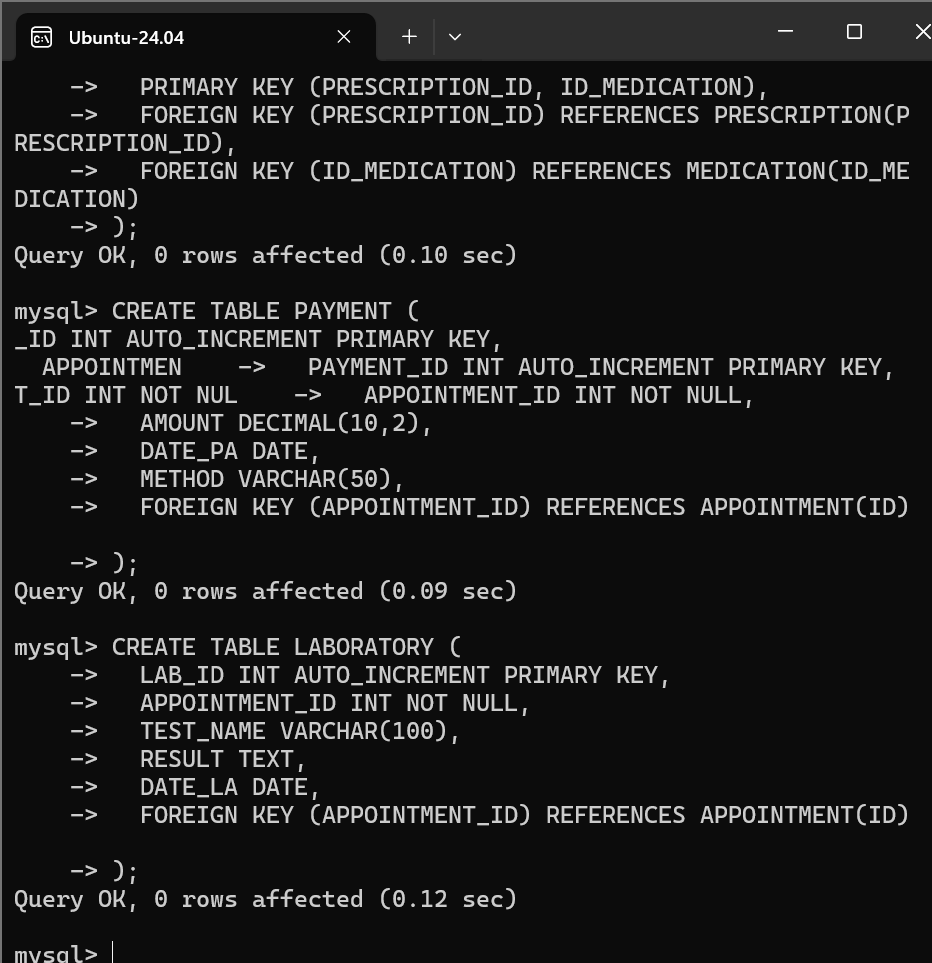 Ubuntu-24.04
    ->   PRIMARY KEY (PRESCRIPTION_ID, ID_MEDICATION),
    ->   FOREIGN KEY (PRESCRIPTION_ID) REFERENCES PRESCRIPTION(P
RESCRIPTION_ID),
    ->   FOREIGN KEY (ID_MEDICATION) REFERENCES MEDICATION(ID_ME
DICATION)
    -> );
Query OK, 0 rows affected (0.10 sec)
mysql> CREATE TABLE PAYMENT (
_ID INT AUTO_INCREMENT PRIMARY KEY,
  APPOINTMEN    ->   PAYMENT_ID INT AUTO_INCREMENT PRIMARY KEY,
T_ID INT NOT NUL    ->   APPOINTMENT_ID INT NOT NULL,
    ->   AMOUNT DECIMAL(10,2),
    ->   DATE_PA DATE,
    ->   METHOD VARCHAR(50),
    ->   FOREIGN KEY (APPOINTMENT_ID) REFERENCES APPOINTMENT(ID)
    -> );
Query OK, 0 rows affected (0.09 sec)
mysql> CREATE TABLE LABORATORY (
    ->   LAB_ID INT AUTO_INCREMENT PRIMARY KEY,
    ->   APPOINTMENT_ID INT NOT NULL,
    ->   TEST_NAME VARCHAR(100),
    ->   RESULT TEXT,
    ->   DATE_LA DATE,
    ->   FOREIGN KEY (APPOINTMENT_ID) REFERENCES APPOINTMENT(ID)
    -> );
Query OK, 0 rows affected (0.12 sec)
mysql>